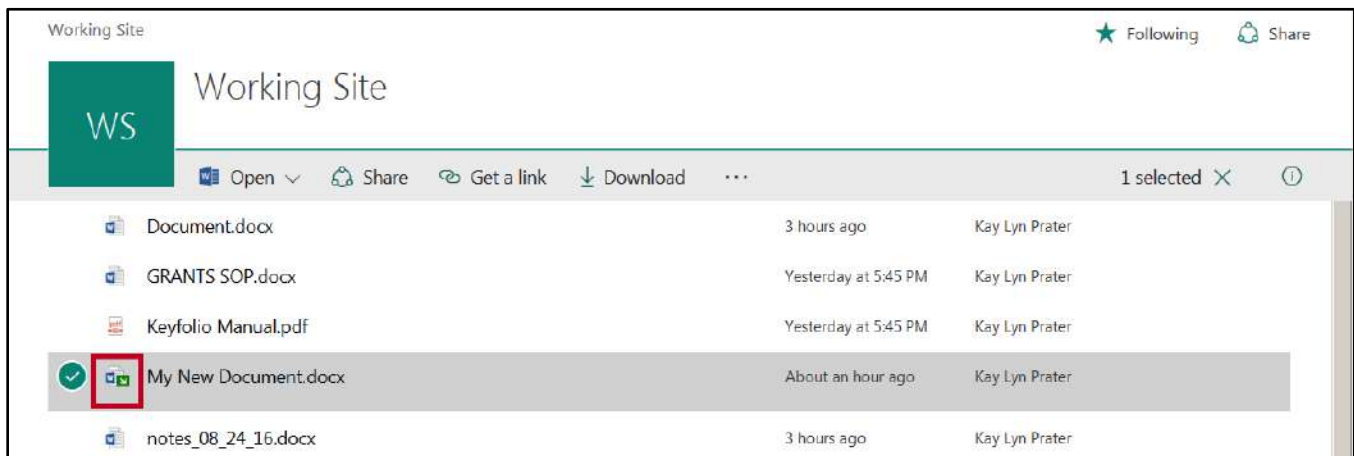 Working Site
Following Share
Working Site
WS
Open Share Get a link Download ... 1 selected
Document.docx 3 hours ago Kay Lyn Prater
GRANTS SOP.docx Yesterday at 5:45 PM Kay Lyn Prater
Keyfolio Manual.pdf Yesterday at 5:45 PM Kay Lyn Prater
My New Document.docx About an hour ago Kay Lyn Prater
notes_08_24_16.docx 3 hours ago Kay Lyn Prater